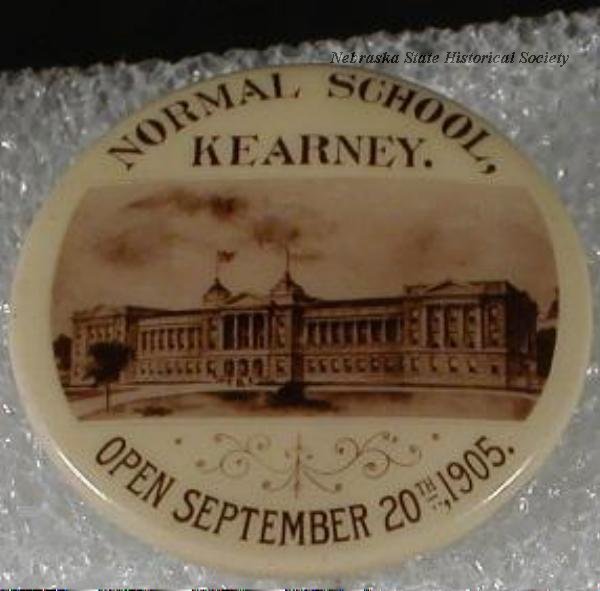 Nebraska State Historical Society
NORMAL SCHOOL,
KEARNEY.
OPEN SEPTEMBER 20TH, 1905.